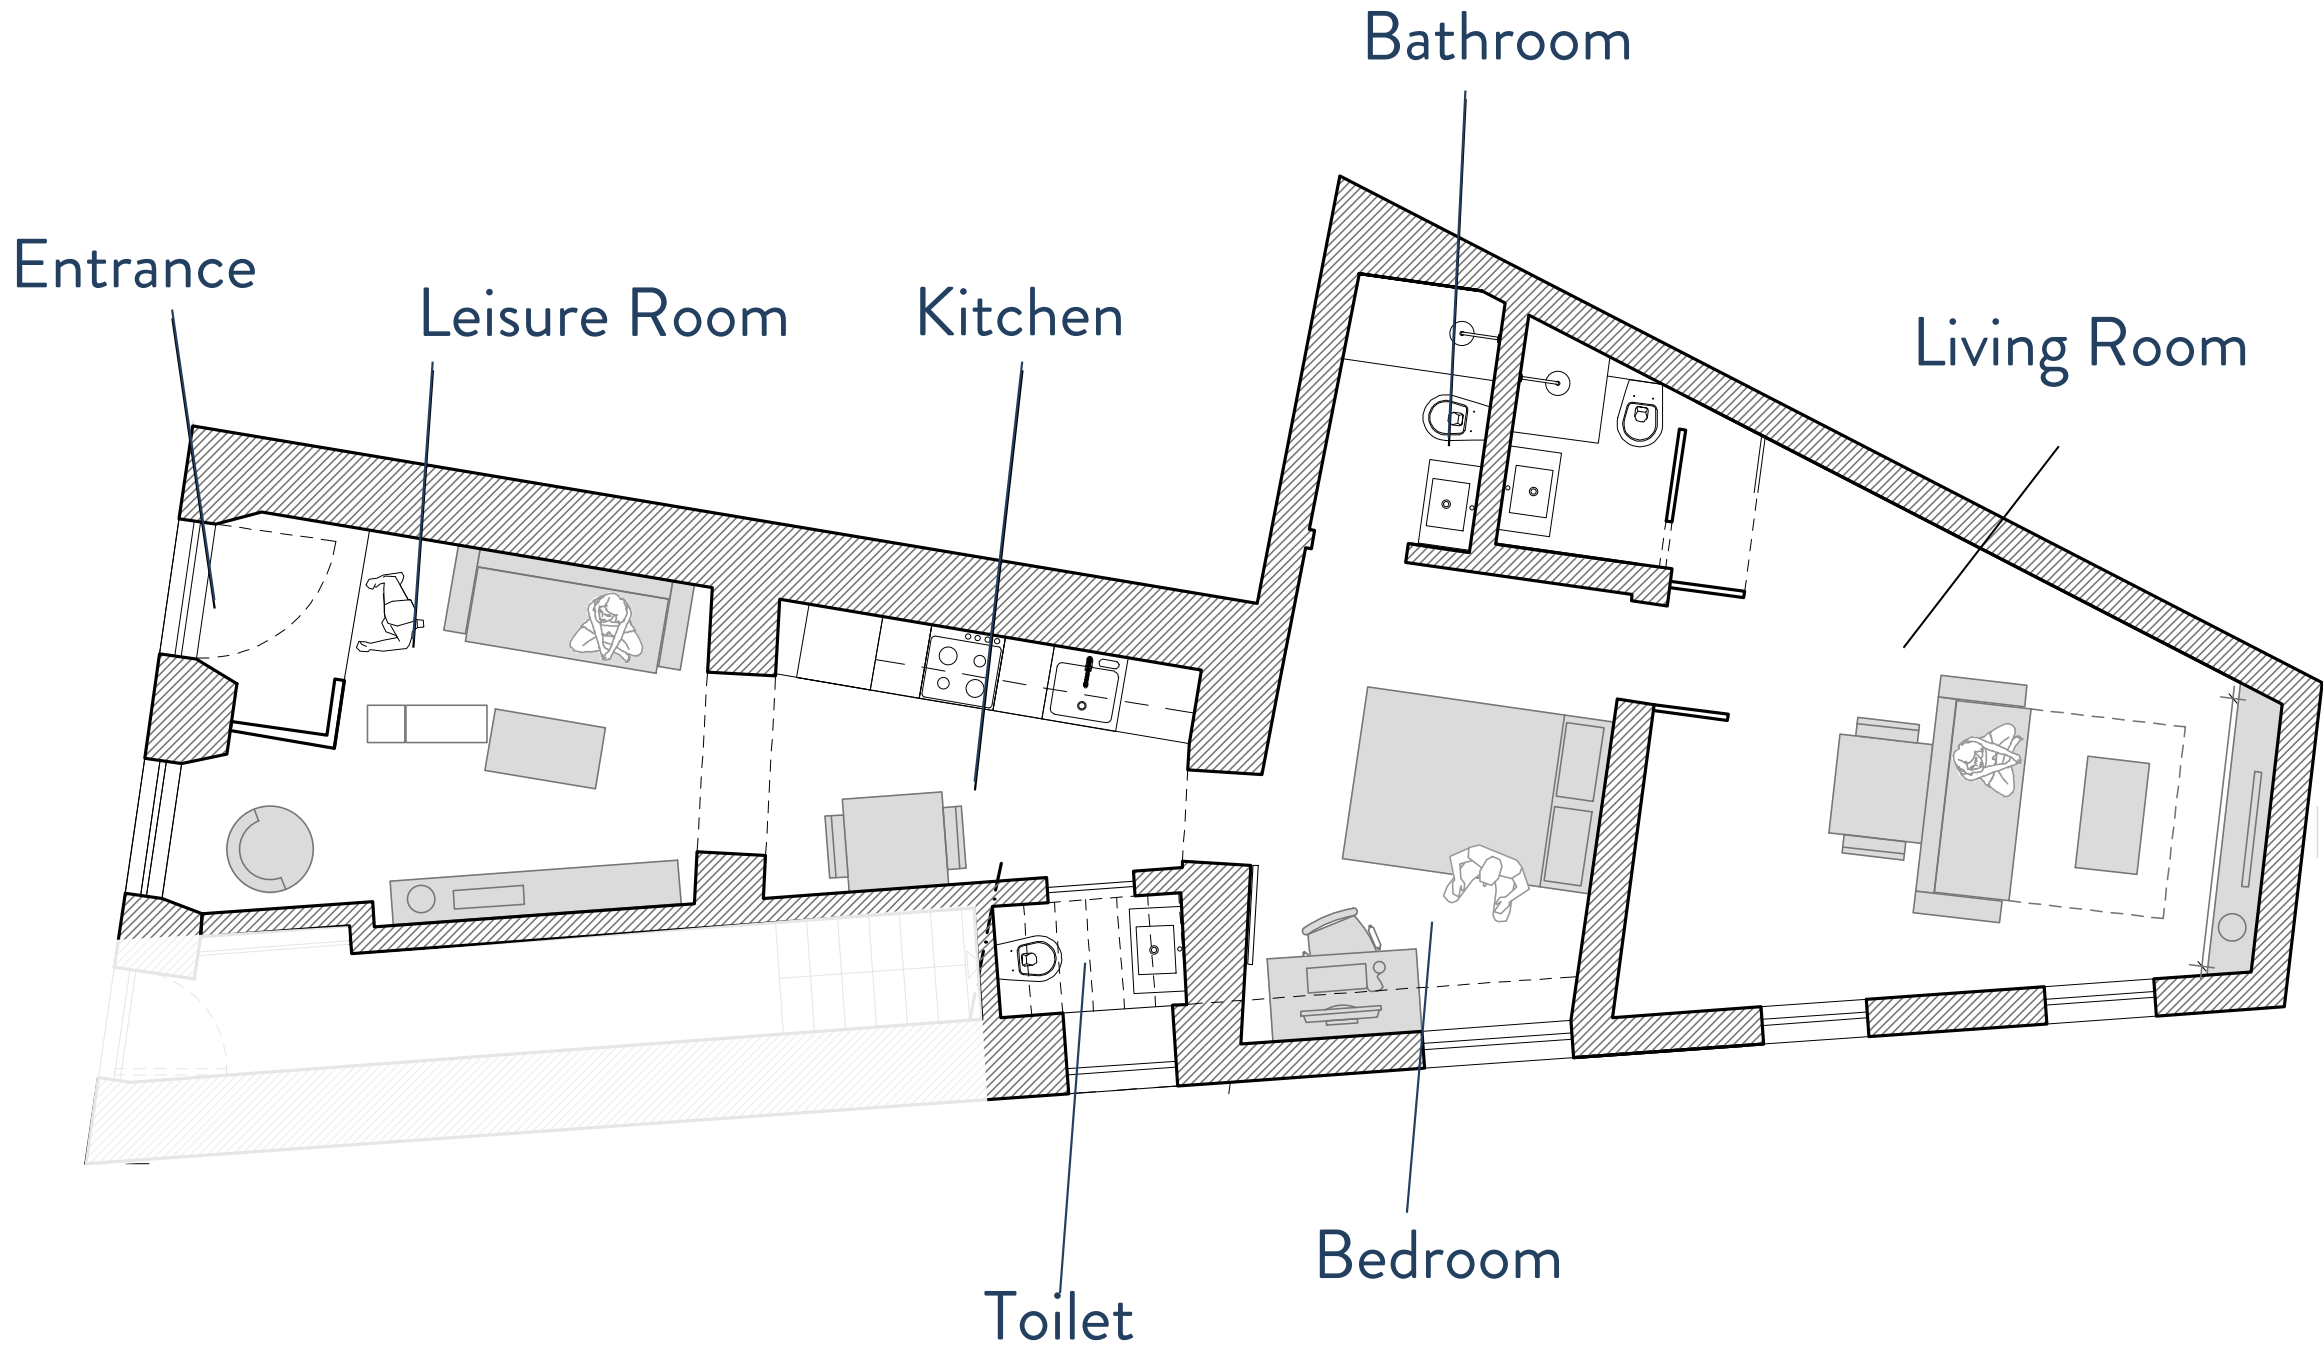 Bathroom
Entrance
Leisure Room
Kitchen
Living Room
Bedroom
Toilet